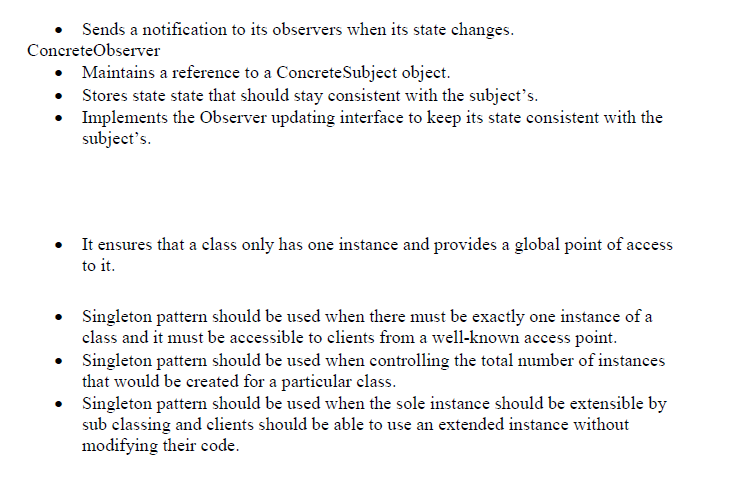 • Sends a notification to its observers when its state changes.
ConcreteObserver
• Maintains a reference to a ConcreteSubject object.
• Stores state state that should stay consistent with the subject’s.
• Implements the Observer updating interface to keep its state consistent with the
subject’s.
• It ensures that a class only has one instance and provides a global point of access
to it.
• Singleton pattern should be used when there must be exactly one instance of a
class and it must be accessible to clients from a well-known access point.
• Singleton pattern should be used when controlling the total number of instances
that would be created for a particular class.
• Singleton pattern should be used when the sole instance should be extensible by
sub classing and clients should be able to use an extended instance without
modifying their code.